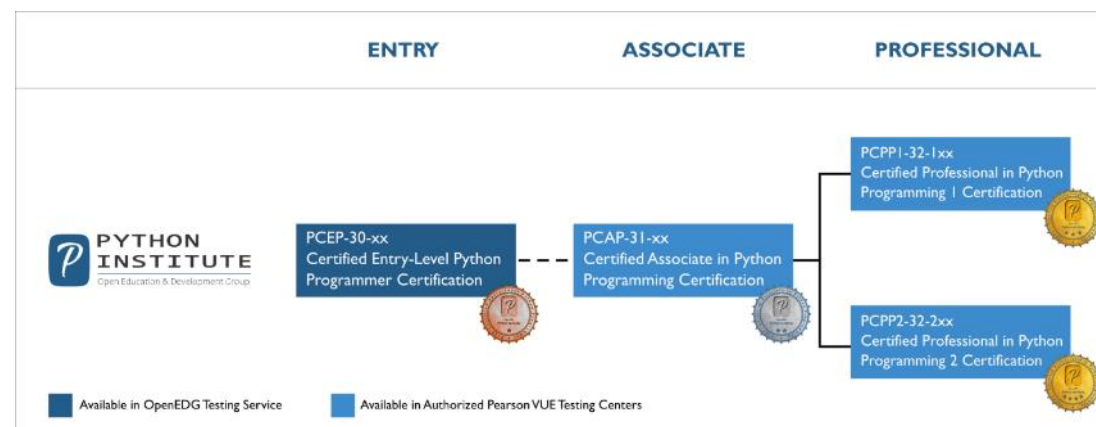 ENTRY
ASSOCIATE
PROFESSIONAL
PCPP1-32-1xx
Certified Professional in Python
Programming 1 Certification
PYTHON
INSTITUTE
Open Education & Development Group
PCEP-30-xx
Certified Entry-Level Python
Programmer Certification
PCAP-31-xx
Certified Associate in Python
Programming Certification
PCPP2-32-2xx
Certified Professional in Python
Programming 2 Certification
Available in OpenEDG Testing Service
Available in Authorized Pearson VUE Testing Centers